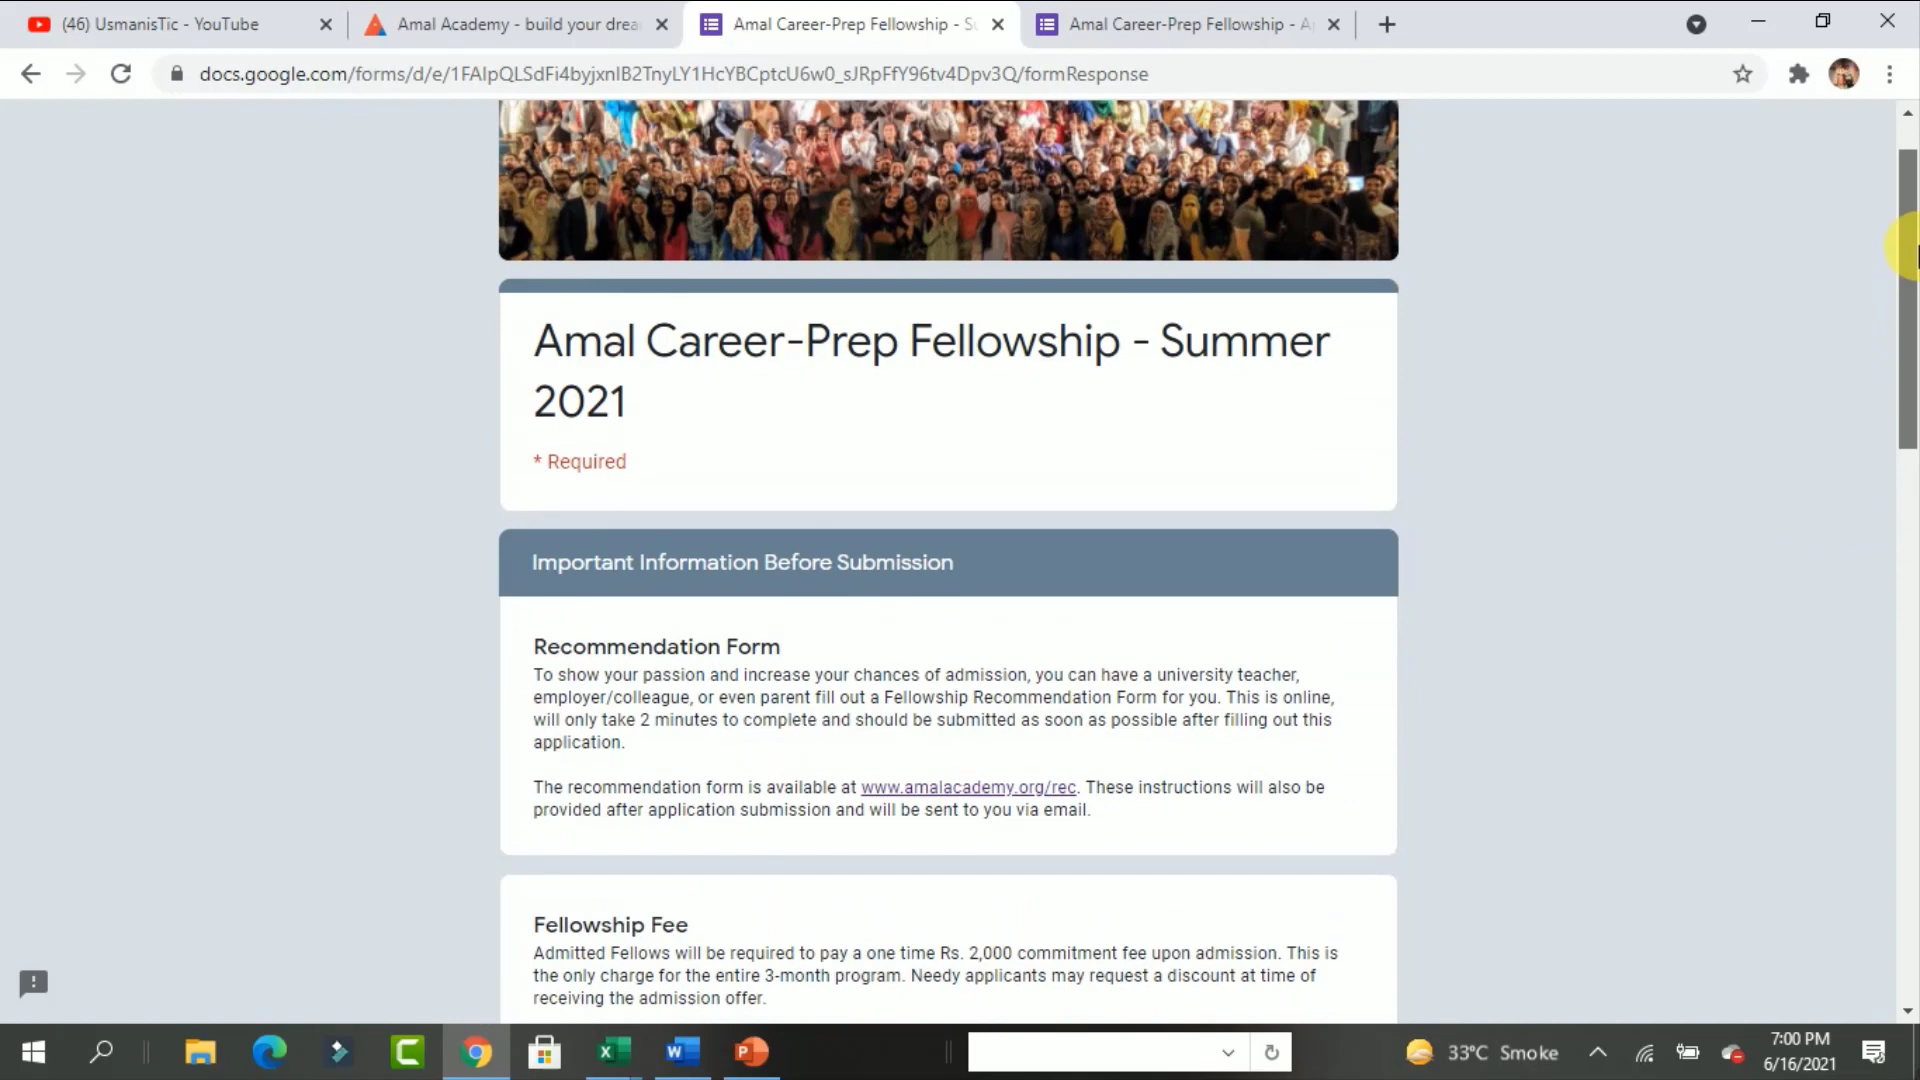 (46) UsmanisTic - YouTube
Amal Academy - build your drea
Amal Career-Prep Fellowship - S
Amal Career-Prep Fellowship - A
docs.google.com/forms/d/e/1FAIpQLSdFi4byjxnIB2TnyLY1HcYBCptcU6w0_sJRpFfY96tv4Dpv3Q/formResponse
Amal Career-Prep Fellowship - Summer
2021
* Required
Important Information Before Submission
Recommendation Form
To show your passion and increase your chances of admission, you can have a university teacher,
employer/colleague, or even parent fill out a Fellowship Recommendation Form for you. This is online,
will only take 2 minutes to complete and should be submitted as soon as possible after filling out this
application.
The recommendation form is available at www.amalacademy.org/rec. These instructions will also be
provided after application submission and will be sent to you via email.
Fellowship Fee
Admitted Fellows will be required to pay a one time Rs. 2,000 commitment fee upon admission. This is
the only charge for the entire 3-month program. Needy applicants may request a discount at time of
receiving the admission offer.
33°C Smoke
7:00 PM
6/16/2021